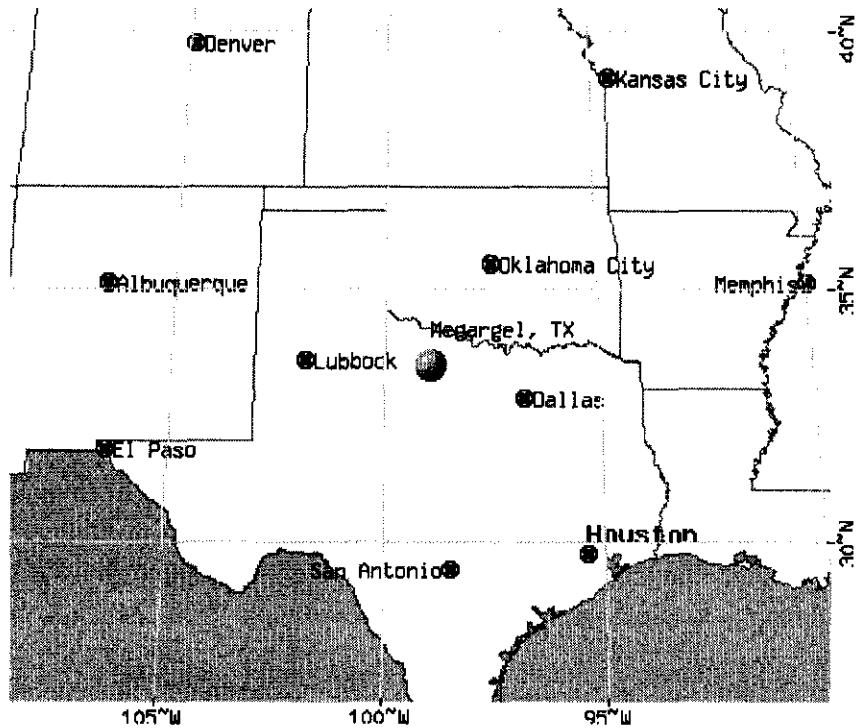 Denver
40~N
Kansas City
Oklahoma City
Albuquerque
Memphis
35~N
Megargel, TX
Lubbock
Dallas
El Paso
Houston
30~N
San Antonio
105~W
100~W
95~W